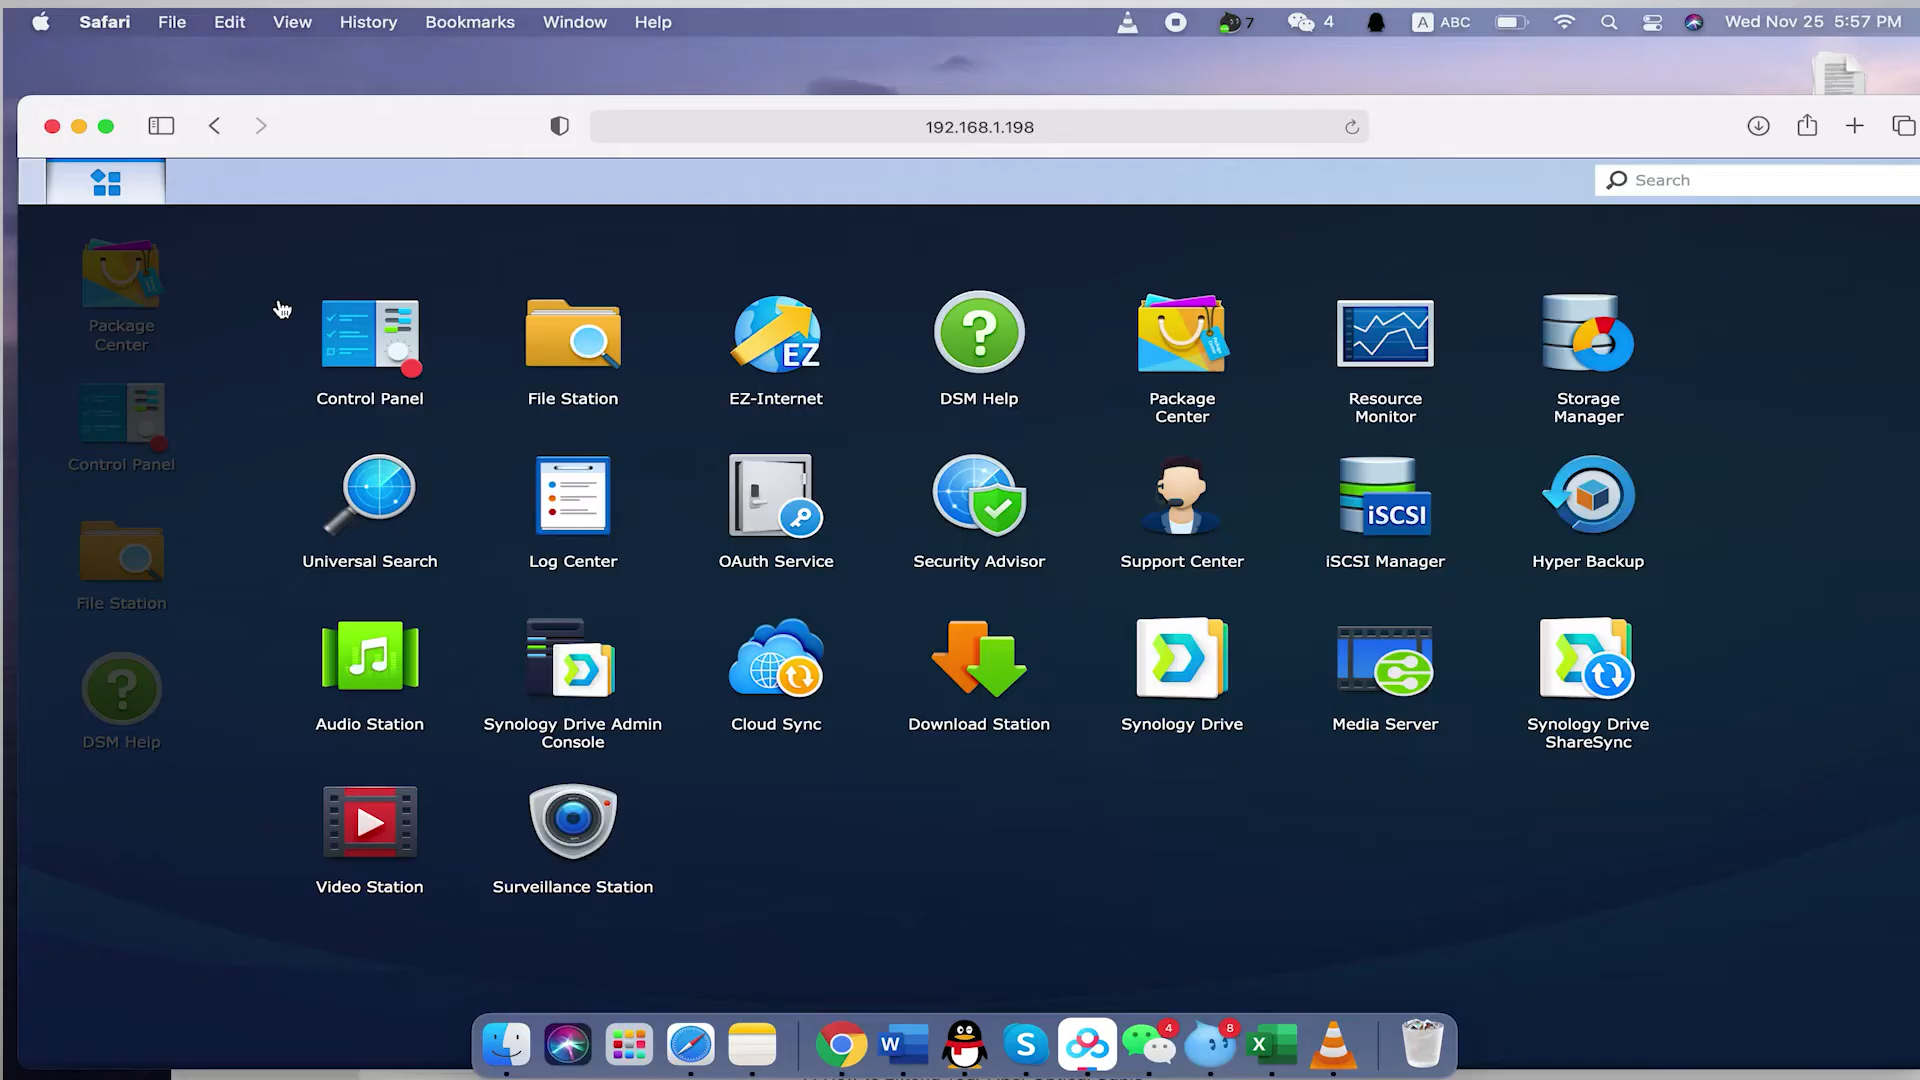 Safari File Edit View History Bookmarks Window Help 7 4 A ABC Wed Nov 25 5:57 PM
192.168.1.198
Search
Package
Center
Control Panel
File Station
DSM Help
Control Panel
File Station
EZ
EZ-Internet
DSM Help
Package
Center
Resource
Monitor
Storage
Manager
Universal Search
Log Center
OAuth Service
Security Advisor
Support Center
iSCSI
iSCSI Manager
Hyper Backup
Audio Station
Synology Drive Admin
Console
Cloud Sync
Download Station
Synology Drive
Media Server
Synology Drive
ShareSync
Video Station
Surveillance Station
W
S
4
8
X